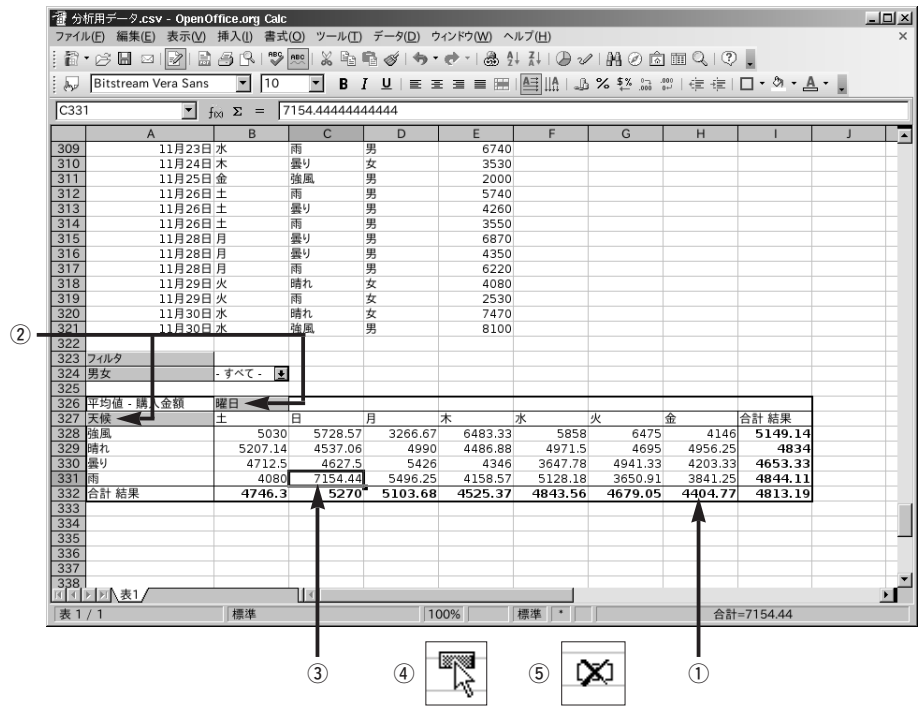 分析用データ.csv - OpenOffice.org Calc
ファイル(F) 編集(E) 表示(V) 挿入(I) 書式(O) ツール(T) データ(D) ウィンドウ(W) ヘルプ(H)
Bitstream Vera Sans 10 B I U
C331 f(x) Σ = 7154.44444444444
A B C D E F G H I J
309 11月23日 水 雨 男 6740
310 11月24日 木 曇り 女 3530
311 11月25日 金 強風 男 2000
312 11月26日 土 雨 男 5740
313 11月26日 土 曇り 男 4260
314 11月26日 土 雨 男 3550
315 11月28日 月 曇り 男 6870
316 11月28日 月 曇り 男 4350
317 11月28日 月 雨 男 6220
318 11月29日 火 晴れ 女 4080
319 11月29日 火 雨 女 2530
320 11月30日 水 晴れ 女 7470
② 321 11月30日 水 強風 男 8100
322
323 フィルタ
324 男女 - すべて -
325
326 平均値 - 購入金額 曜日
327 天候 土 日 月 木 水 火 金 合計 結果
328 強風 5030 5728.57 3266.67 6483.33 5858 6475 4146 5149.14
329 晴れ 5207.14 4537.06 4990 4486.88 4971.5 4695 4956.25 4834
330 曇り 4712.5 4627.5 5426 4346 3647.78 4941.33 4203.33 4653.33
331 雨 4080 7154.44 5496.25 4158.57 5128.18 3650.91 3841.25 4844.11
332 合計 結果 4746.3 5270 5103.68 4525.37 4843.56 4679.05 4404.77 4813.19
333
334
335
336
337
338
表1
表 1 / 1 標準 100% 標準 * 合計=7154.44
③ ④ ⑤ ①